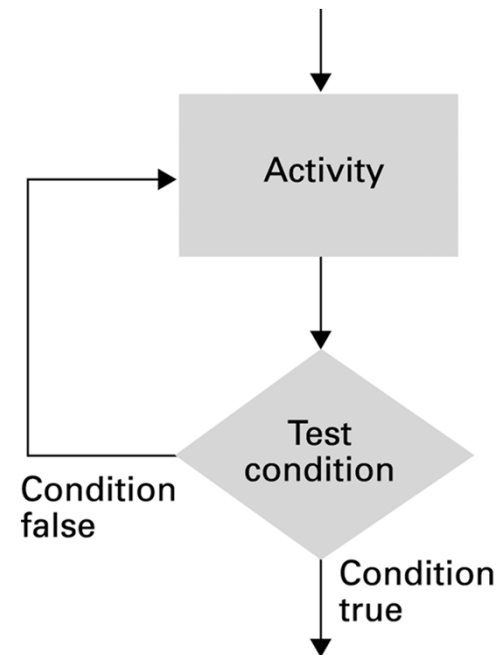 Activity
Test
condition
Condition
false
Condition
true